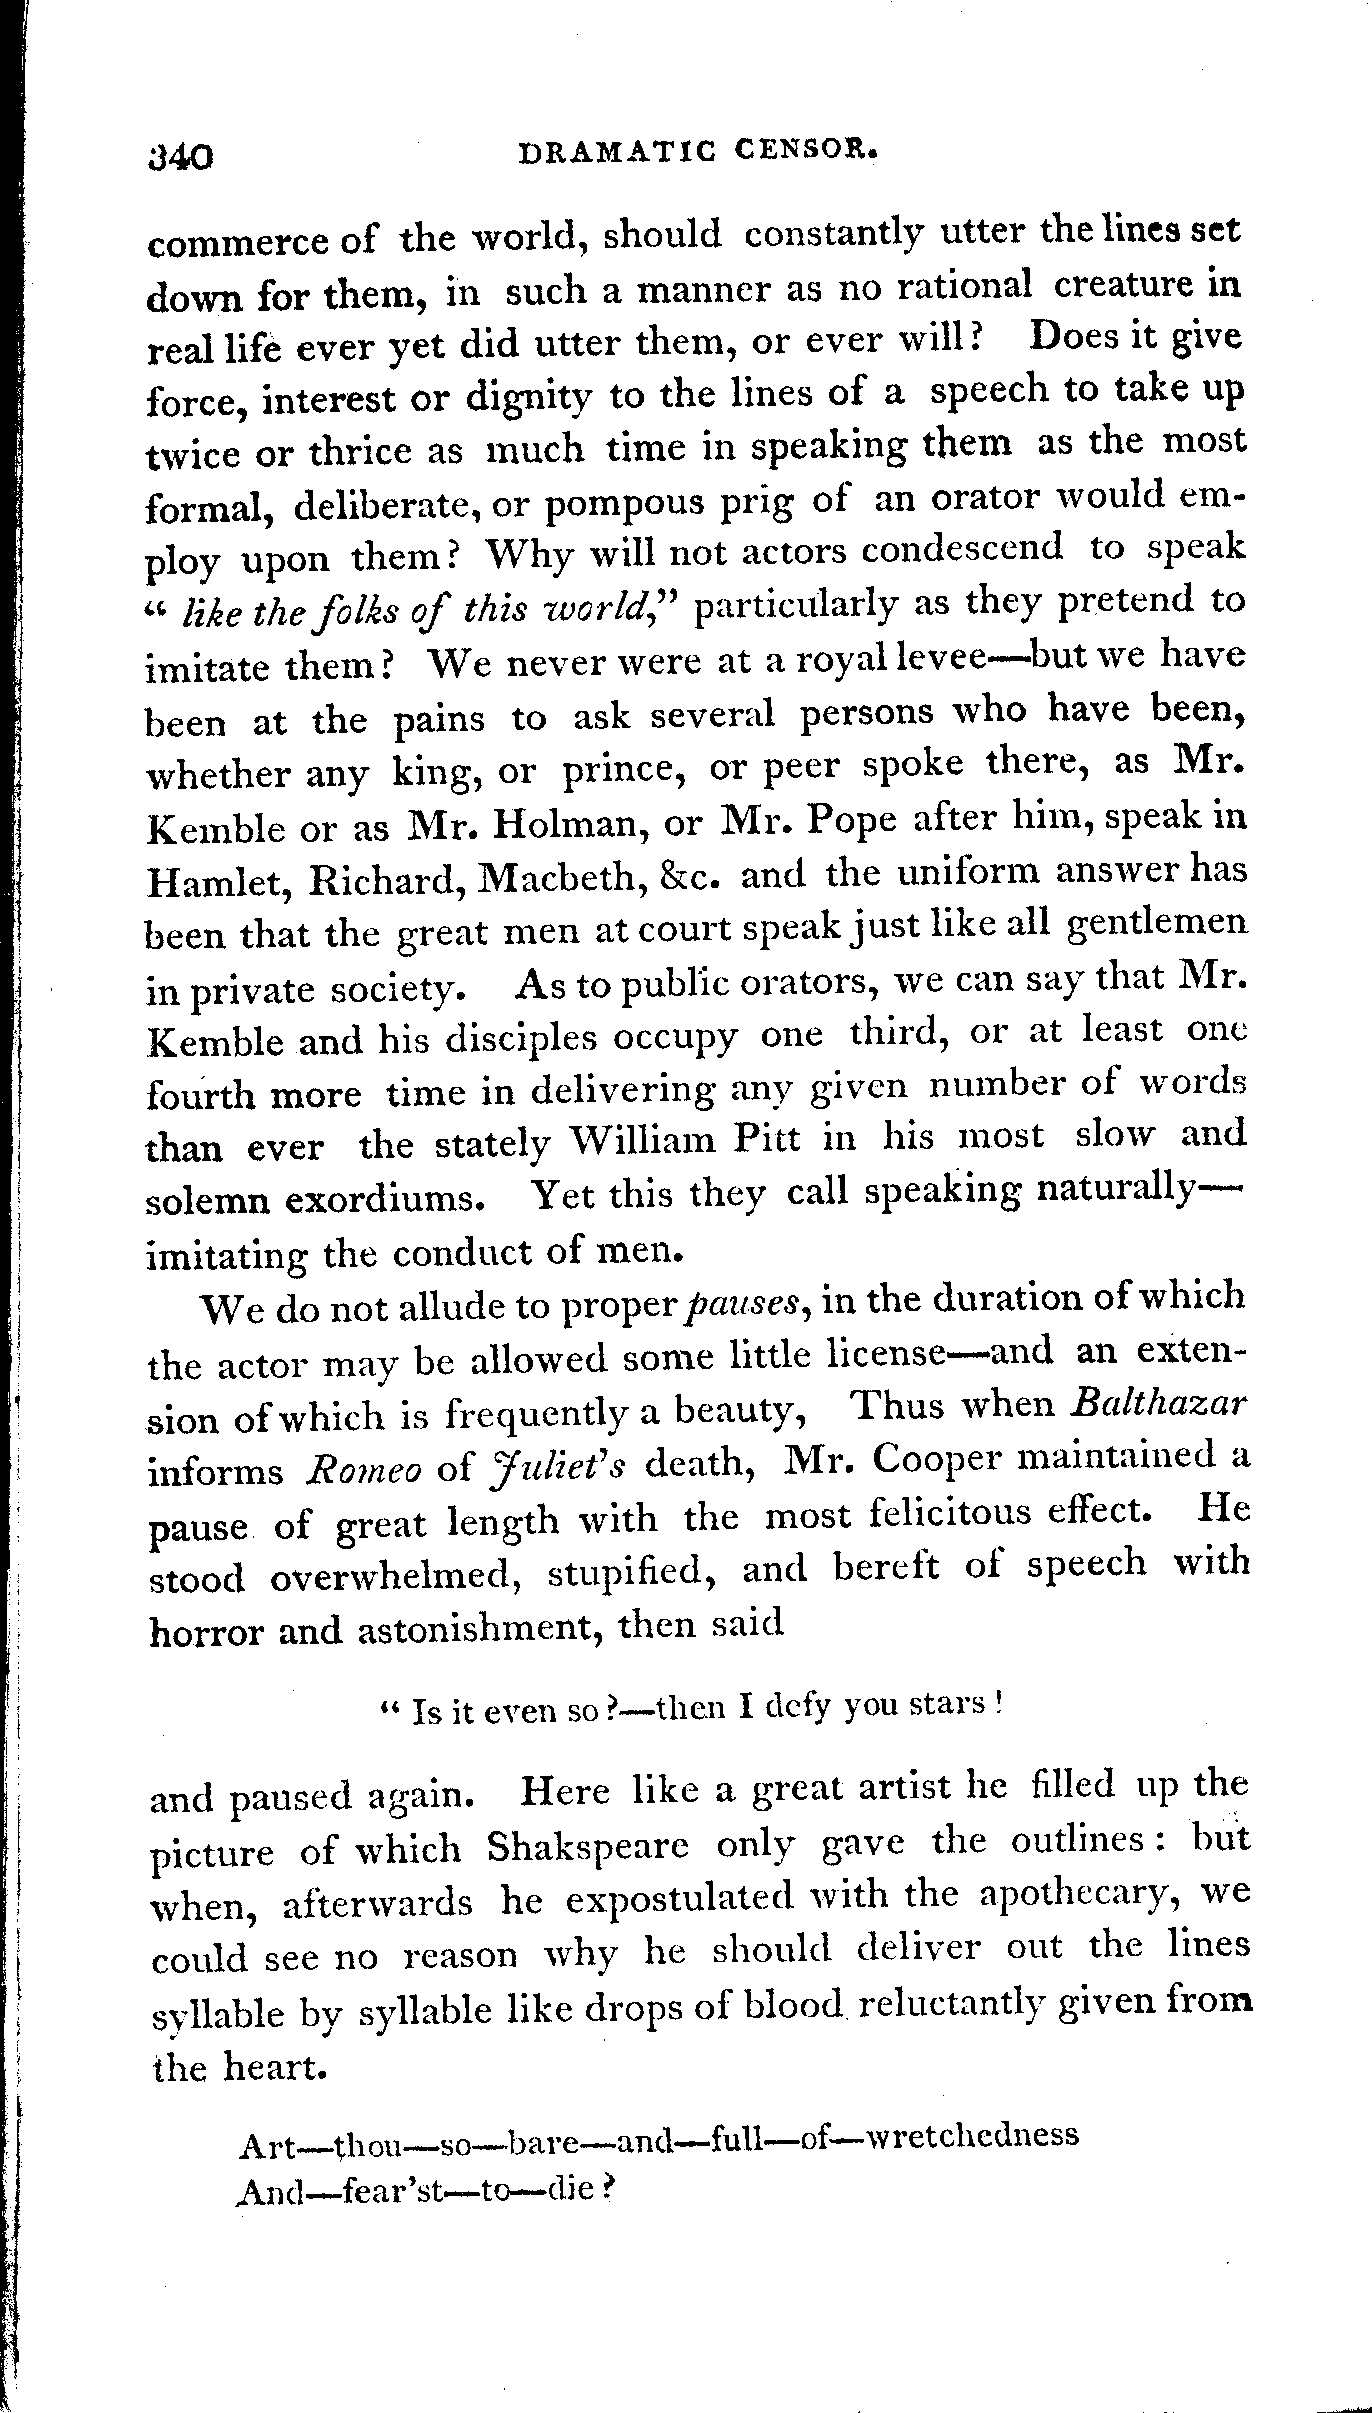 340 DRAMATIC CENSOR.
commerce of the world, should constantly utter the lines set
down for them, in such a manner as no rational creature in
real life ever yet did utter them, or ever will? Does it give
force, interest or dignity to the lines of a speech to take up
twice or thrice as much time in speaking them as the most
formal, deliberate, or pompous prig of an orator would em-
ploy upon them? Why will not actors condescend to speak
“ like the folks of this world,” particularly as they pretend to
imitate them? We never were at a royal levee—but we have
been at the pains to ask several persons who have been,
whether any king, or prince, or peer spoke there, as Mr.
Kemble or as Mr. Holman, or Mr. Pope after him, speak in
Hamlet, Richard, Macbeth, &c. and the uniform answer has
been that the great men at court speak just like all gentlemen
in private society. As to public orators, we can say that Mr.
Kemble and his disciples occupy one third, or at least one
fourth more time in delivering any given number of words
than ever the stately William Pitt in his most slow and
solemn exordiums. Yet this they call speaking naturally—
imitating the conduct of men.
We do not allude to proper pauses, in the duration of which
the actor may be allowed some little license—and an exten-
sion of which is frequently a beauty, Thus when Balthazar
informs Romeo of Juliet's death, Mr. Cooper maintained a
pause of great length with the most felicitous effect. He
stood overwhelmed, stupified, and bereft of speech with
horror and astonishment, then said
“ Is it even so?—then I defy you stars!
and paused again. Here like a great artist he filled up the
picture of which Shakspeare only gave the outlines: but
when, afterwards he expostulated with the apothecary, we
could see no reason why he should deliver out the lines
syllable by syllable like drops of blood reluctantly given from
the heart.
Art—thou—so—bare—and—full—of—wretchedness
And—fear'st—to—die?